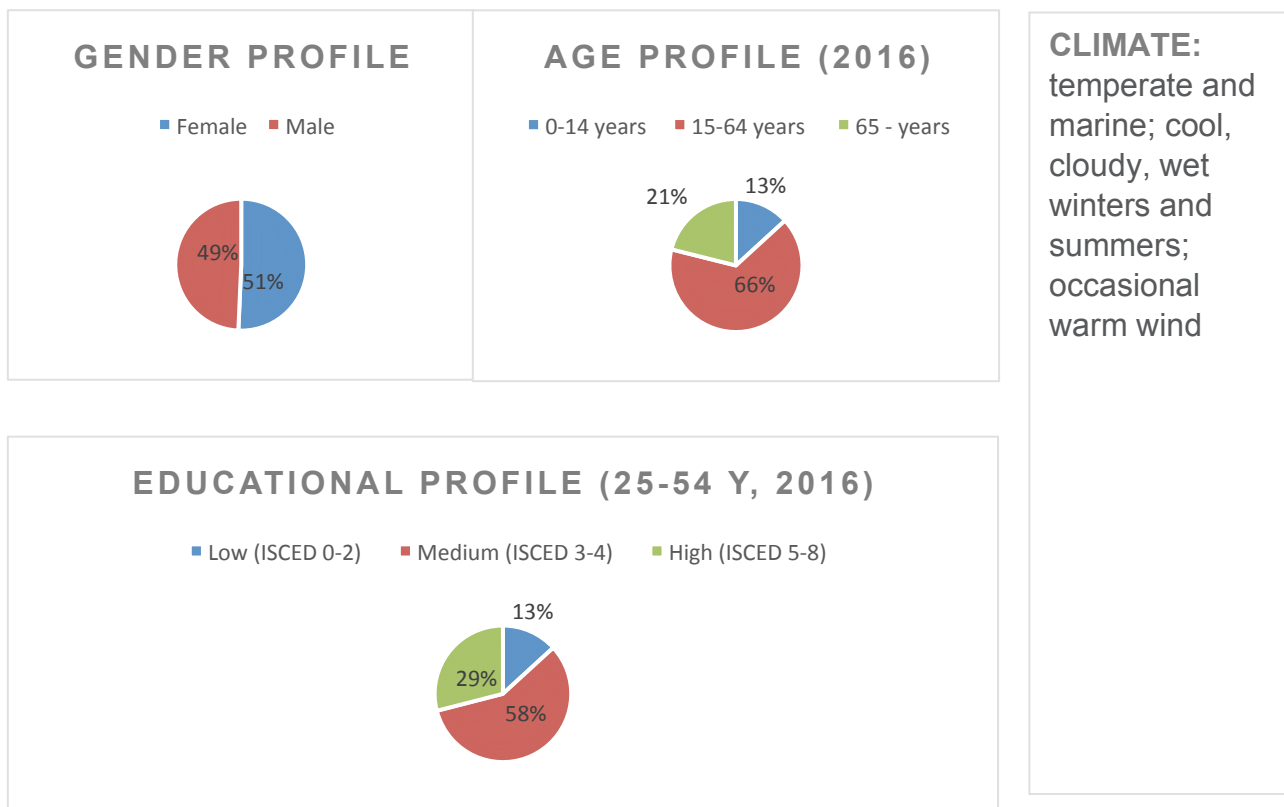 GENDER PROFILE
Female Male
49%
51%
AGE PROFILE (2016)
0-14 years 15-64 years 65 - years
21%
13%
66%
CLIMATE:
temperate and
marine; cool,
cloudy, wet
winters and
summers;
occasional
warm wind
EDUCATIONAL PROFILE (25-54 Y, 2016)
Low (ISCED 0-2) Medium (ISCED 3-4) High (ISCED 5-8)
13%
29%
58%